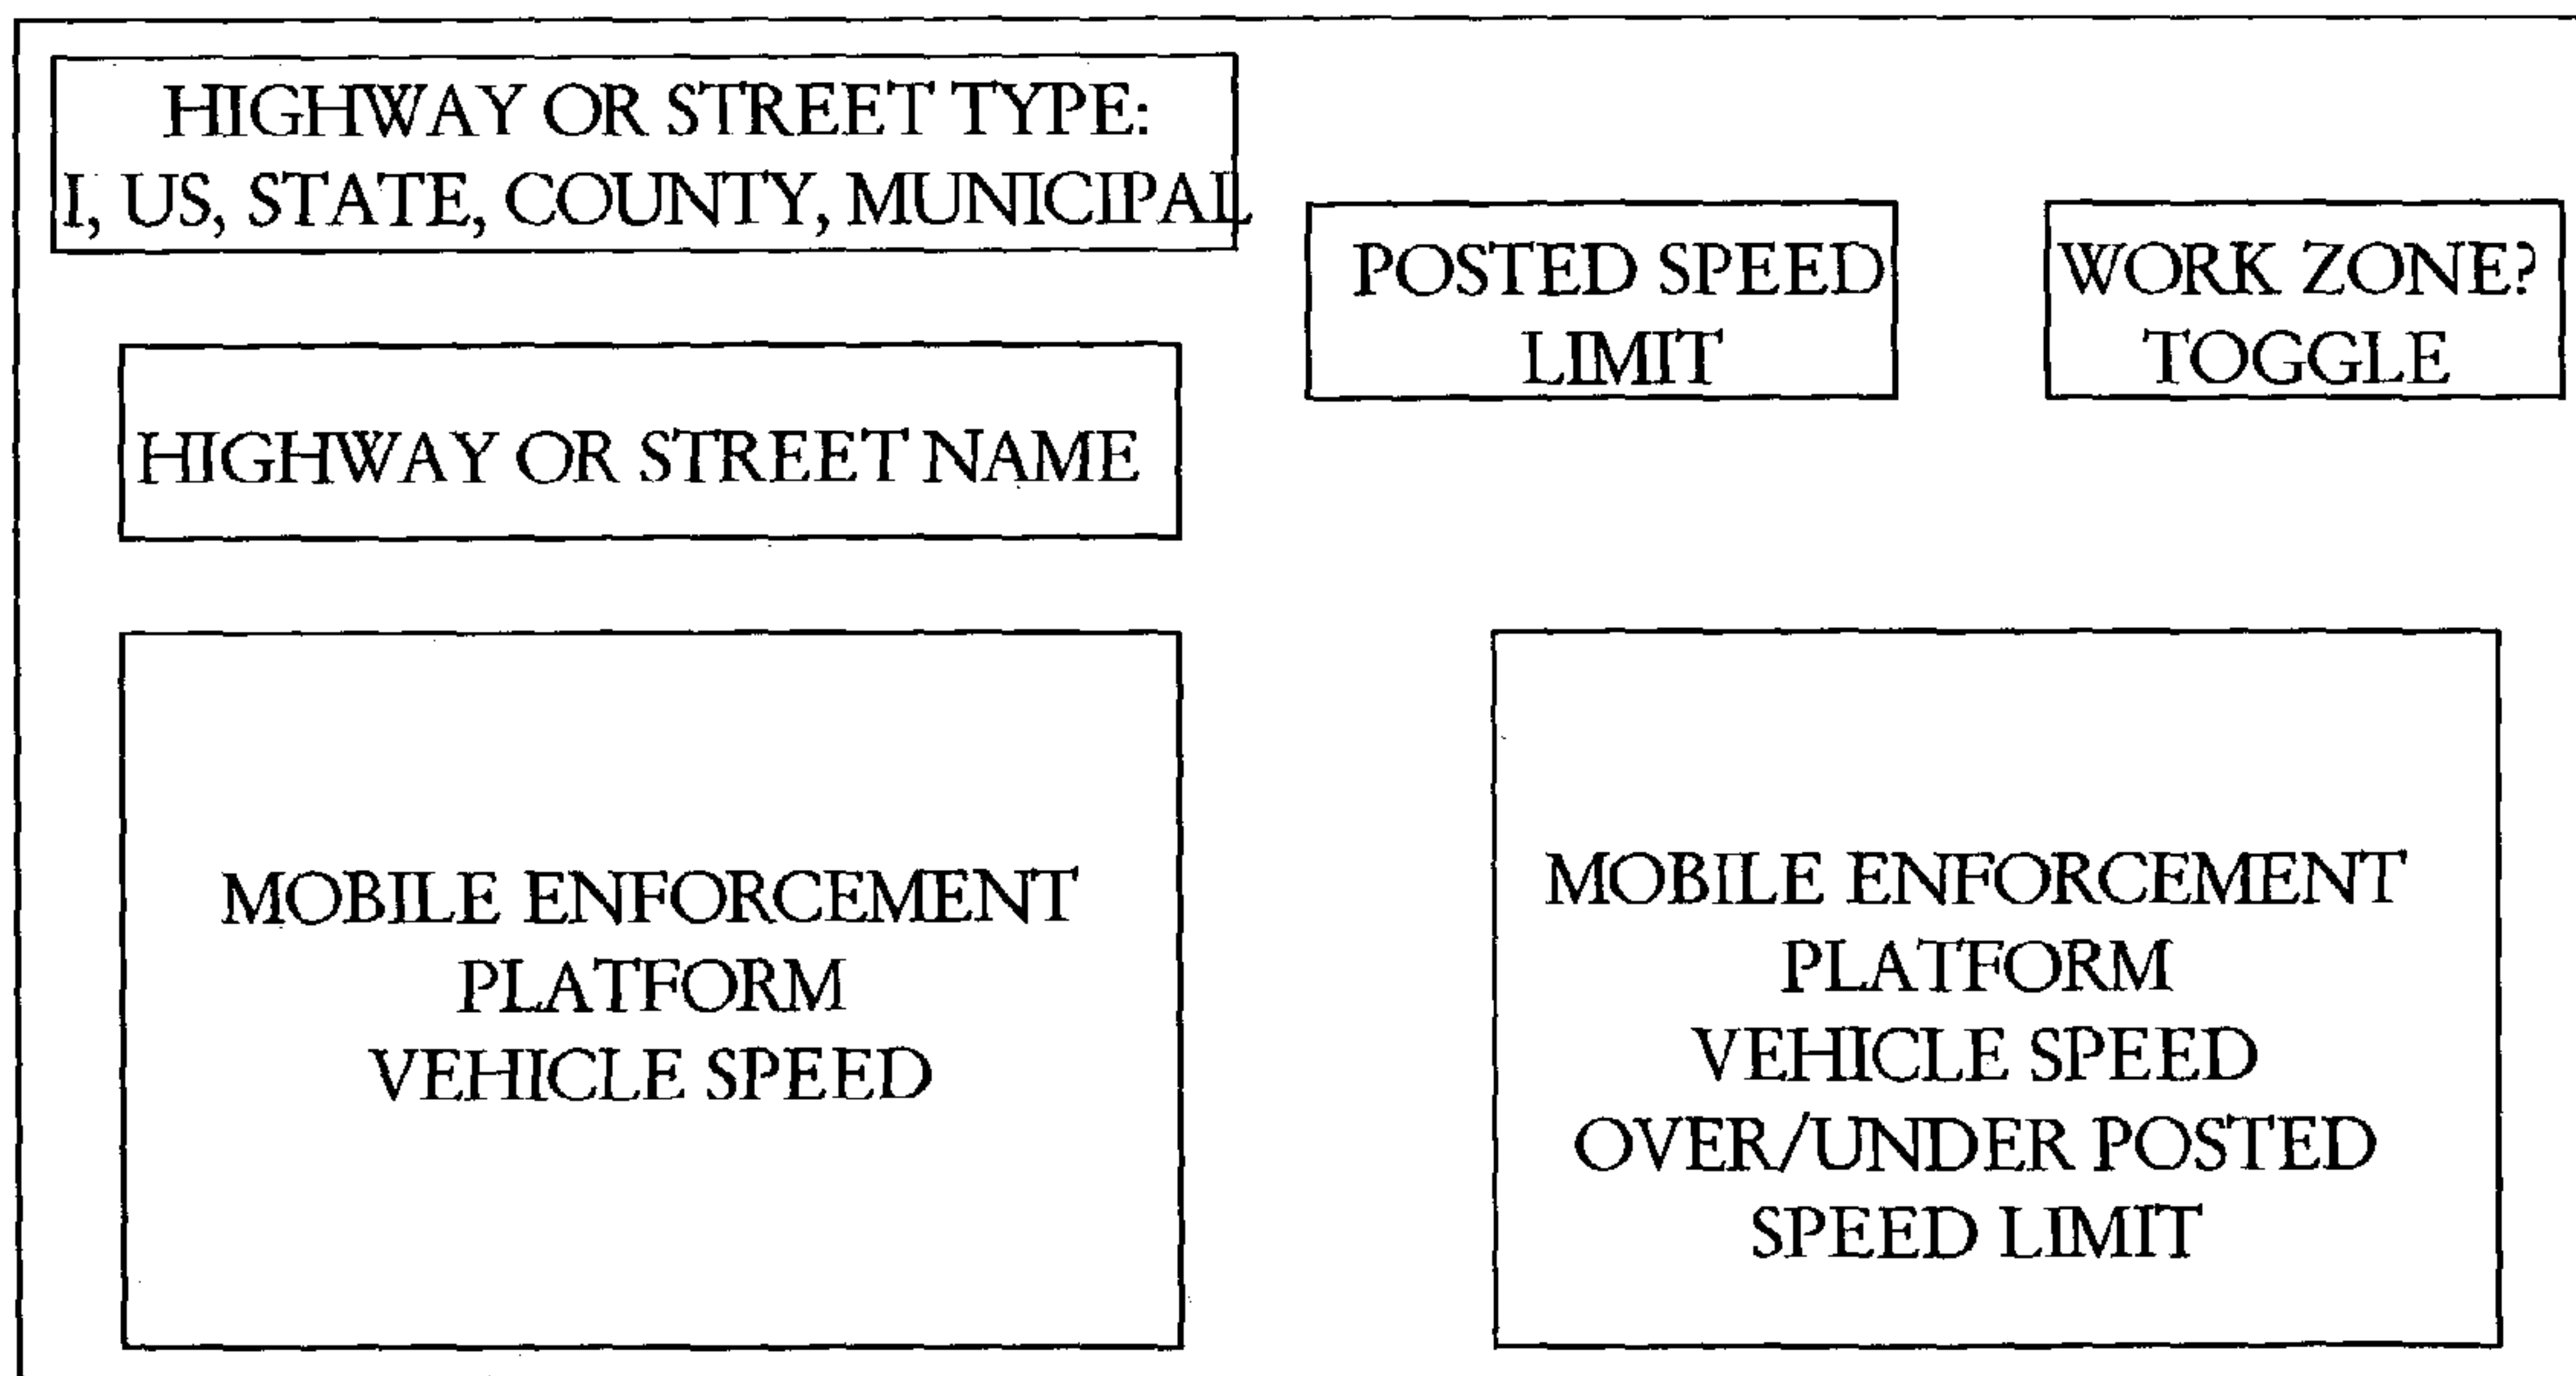 HIGHWAY OR STREET TYPE:
I, US, STATE, COUNTY, MUNICIPAL
POSTED SPEED
LIMIT
WORK ZONE?
TOGGLE
HIGHWAY OR STREET NAME
MOBILE ENFORCEMENT
PLATFORM
VEHICLE SPEED
MOBILE ENFORCEMENT
PLATFORM
VEHICLE SPEED
OVER/UNDER POSTED
SPEED LIMIT